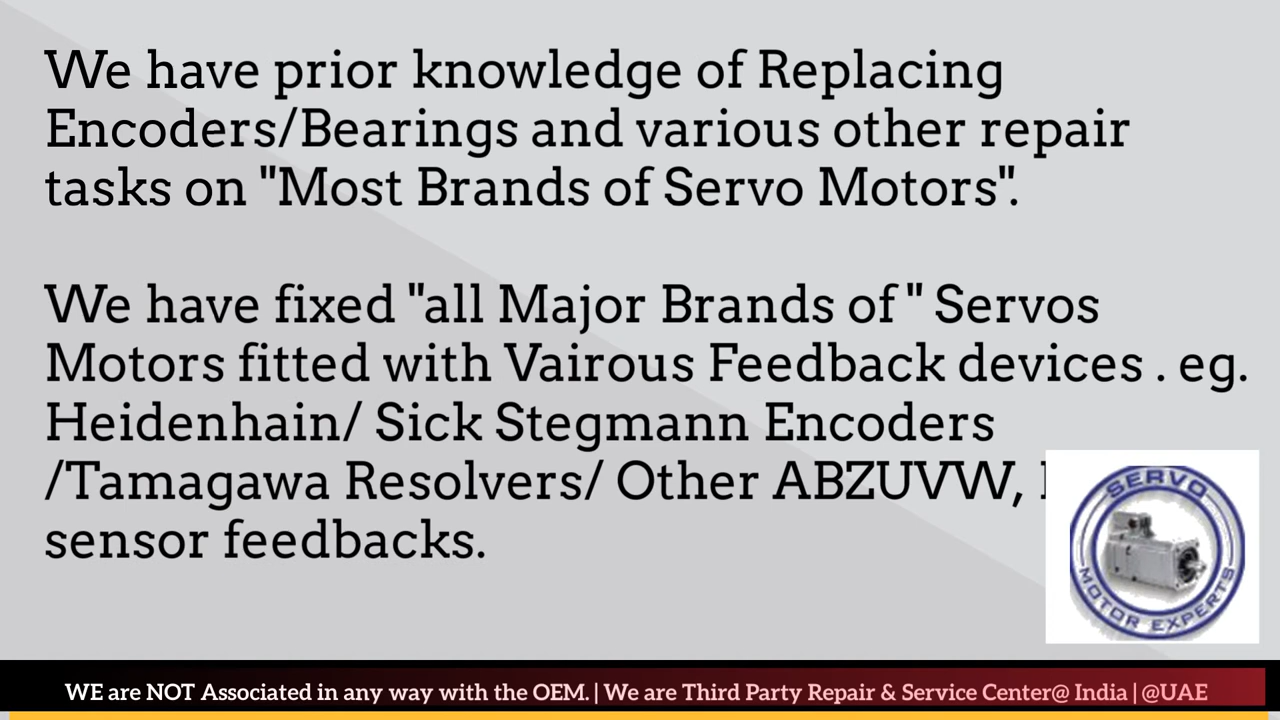 We have prior knowledge of Replacing
Encoders/Bearings and various other repair
tasks on "Most Brands of Servo Motors".
We have fixed "all Major Brands of " Servos
Motors fitted with Vairous Feedback devices . eg.
Heidenhain/ Sick Stegmann Encoders
/Tamagawa Resolvers/ Other ABZUVW,
sensor feedbacks.
SERVO
MOTOR EXPERTS
WE are NOT Associated in any way with the OEM. | We are Third Party Repair & Service Center@ India | @UAE